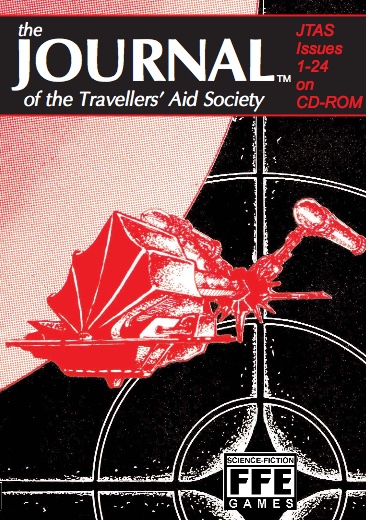 the
JOURNAL™
of the Travellers' Aid Society
JTAS
Issues
1-24
on
CD-ROM
SCIENCE-FICTION
FFE
GAMES